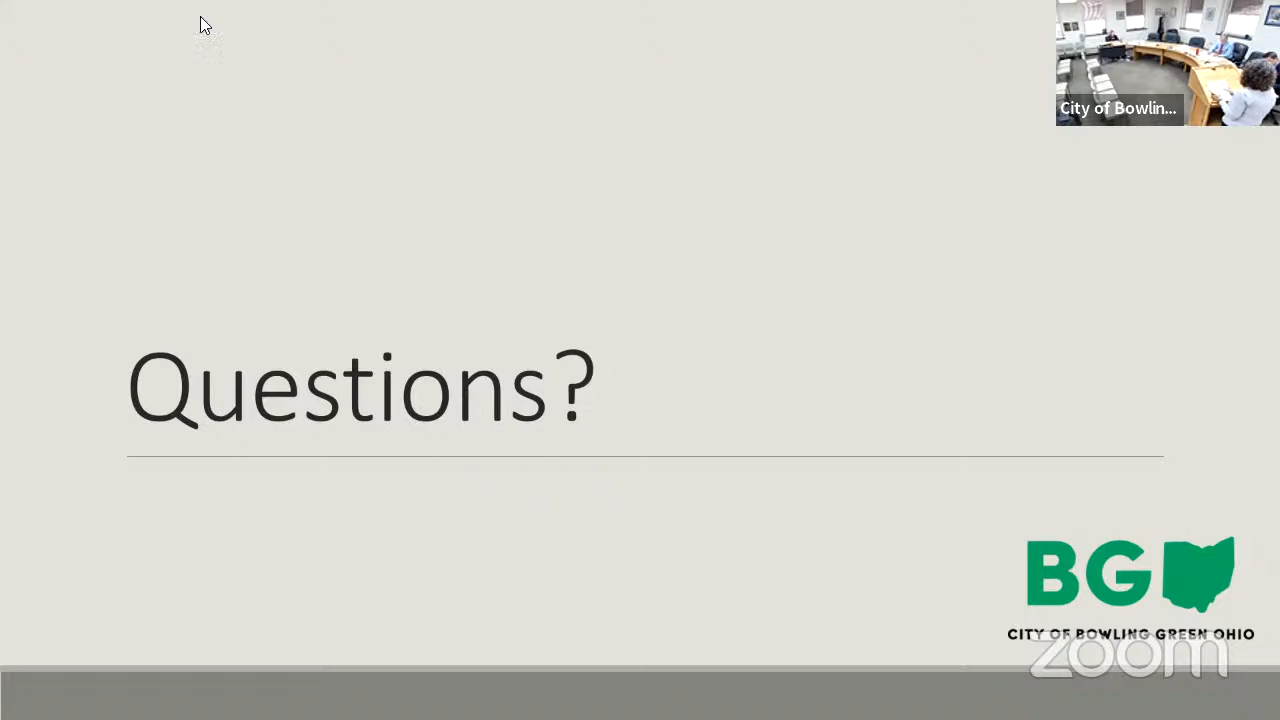 City of Bowlin...
Questions?
BG
CITY OF BOWLING GREEN OHIO
zoom